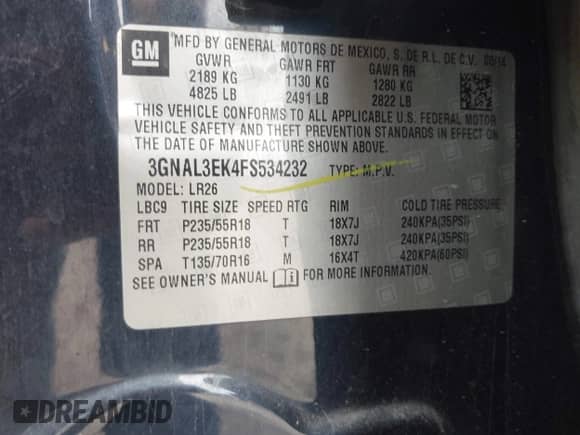 GM
MFD BY GENERAL MOTORS DE MEXICO, S. DE R.L. DE C.V.
GVWR GAWR FRT GAWR RR
2189 KG 1130 KG 1280 KG
4825 LB 2491 LB 2822 LB
THIS VEHICLE CONFORMS TO ALL APPLICABLE U.S. FEDERAL MOTOR
VEHICLE SAFETY AND THEFT PREVENTION STANDARDS IN EFFECT ON
THE DATE OF MANUFACTURE SHOWN ABOVE.
3GNAL3EK4FS534232 TYPE: M.P.V.
MODEL: LR26
LBC9 TIRE SIZE SPEED RTG RIM COLD TIRE PRESSURE
FRT P235/55R18 T 18X7J 240KPA(35PSI)
RR P235/55R18 T 18X7J 240KPA(35PSI)
SPA T135/70R16 M 16X4T 420KPA(60PSI)
SEE OWNER'S MANUAL FOR MORE INFORMATION.
DREAMBID